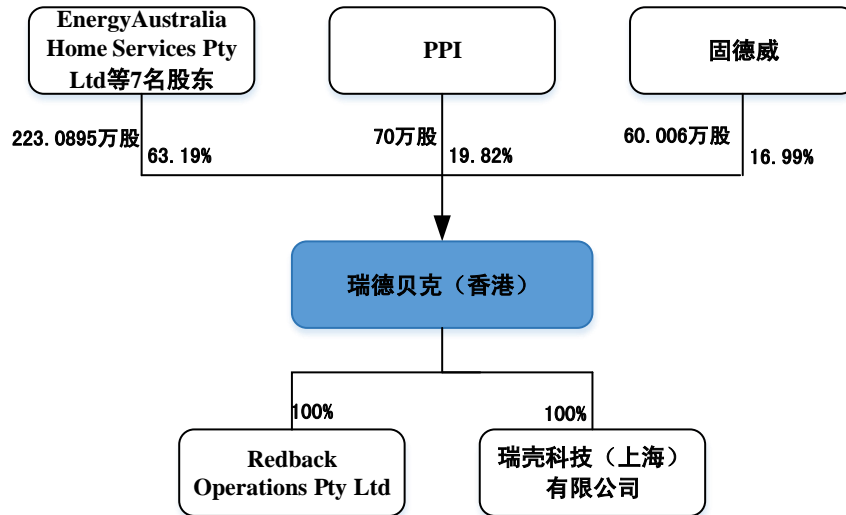 EnergyAustralia
Home Services Pty
Ltd等7名股东
PPI
固德威
223.0895万股
63.19%
70万股
19.82%
60.006万股
16.99%
瑞德贝克（香港）
100%
100%
Redback
Operations Pty Ltd
瑞壳科技（上海）
有限公司